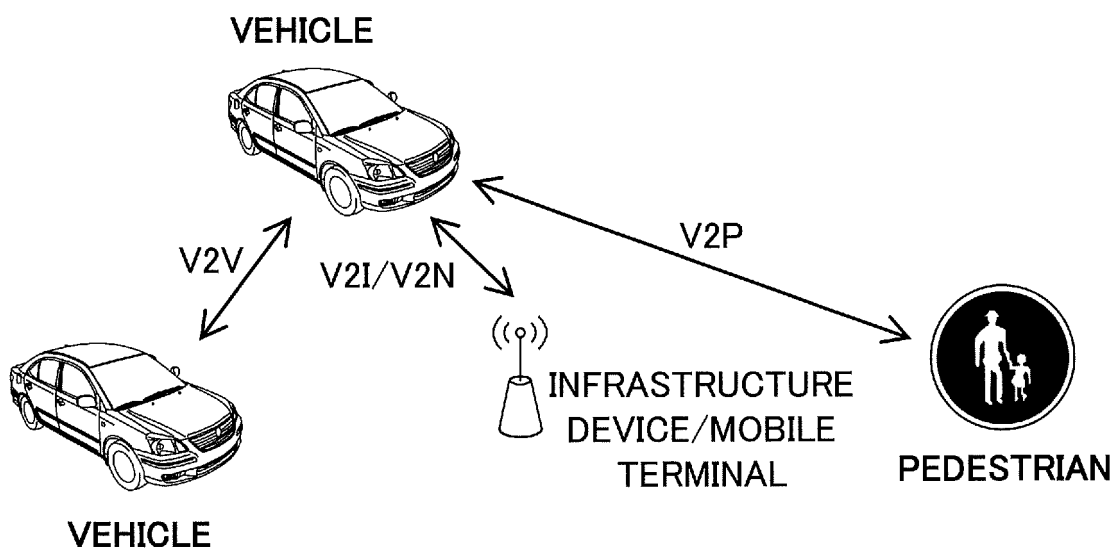 VEHICLE
V2V
V2I/V2N
V2P
INFRASTRUCTURE
DEVICE/MOBILE
TERMINAL
PEDESTRIAN
VEHICLE